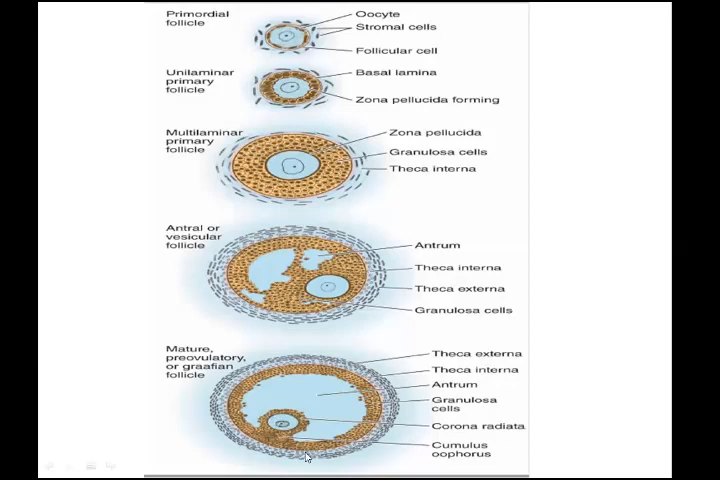 Primordial
follicle
Oocyte
Stromal cells
Follicular cell
Unilaminar
primary
follicle
Basal lamina
Zona pellucida forming
Multilaminar
primary
follicle
Zona pellucida
Granulosa cells
Theca interna
Antral or
vesicular
follicle
Antrum
Theca interna
Theca externa
Granulosa cells
Mature,
preovulatory,
or graafian
follicle
Theca externa
Theca interna
Antrum
Granulosa
cells
Corona radiata
Cumulus
oophorus